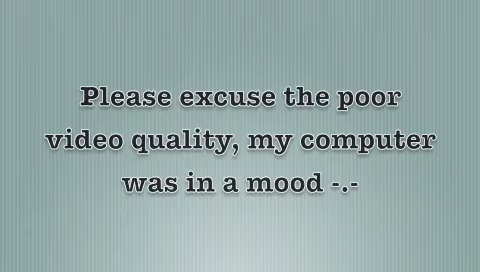 Please excuse the poor
video quality, my computer
was in a mood -.-